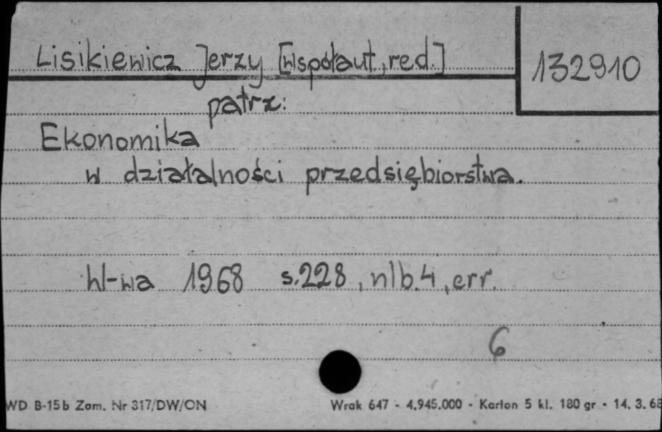 Lisikiewicz Jerzy [współaut, red.]
132910
patrz:
Ekonomika
w działalności przedsiębiorstwa.
W-wa 1968 s.228, nlb.4, err.
6
WD B-15b Zam. Nr 317/DW/ON Wrak 647 - 4.945.000 - Karton 5 kl. 180 gr - 14. 3. 68